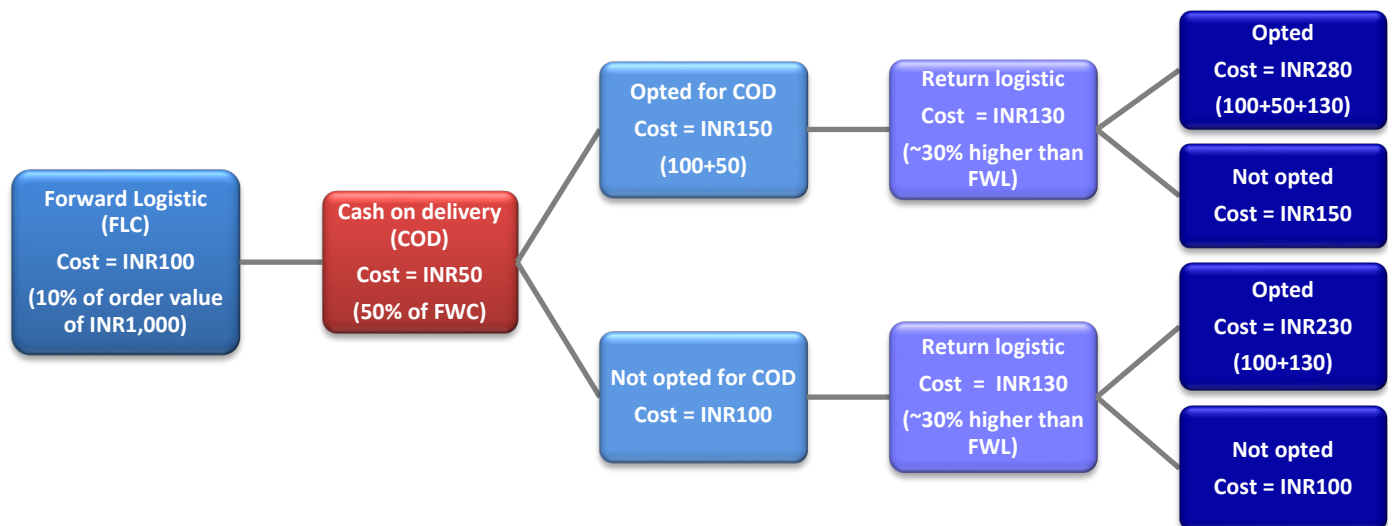 Forward Logistic
(FLC)
Cost = INR100
(10% of order value
of INR1,000)
Cash on delivery
(COD)
Cost = INR50
(50% of FWC)
Opted for COD
Cost = INR150
(100+50)
Return logistic
Cost  = INR130
(~30% higher than
FWL)
Opted
Cost = INR280
(100+50+130)
Not opted
Cost = INR150
Not opted for COD
Cost = INR100
Return logistic
Cost  =  INR130
(~30% higher than
FWL)
Opted
Cost = INR230
(100+130)
Not opted
Cost = INR100